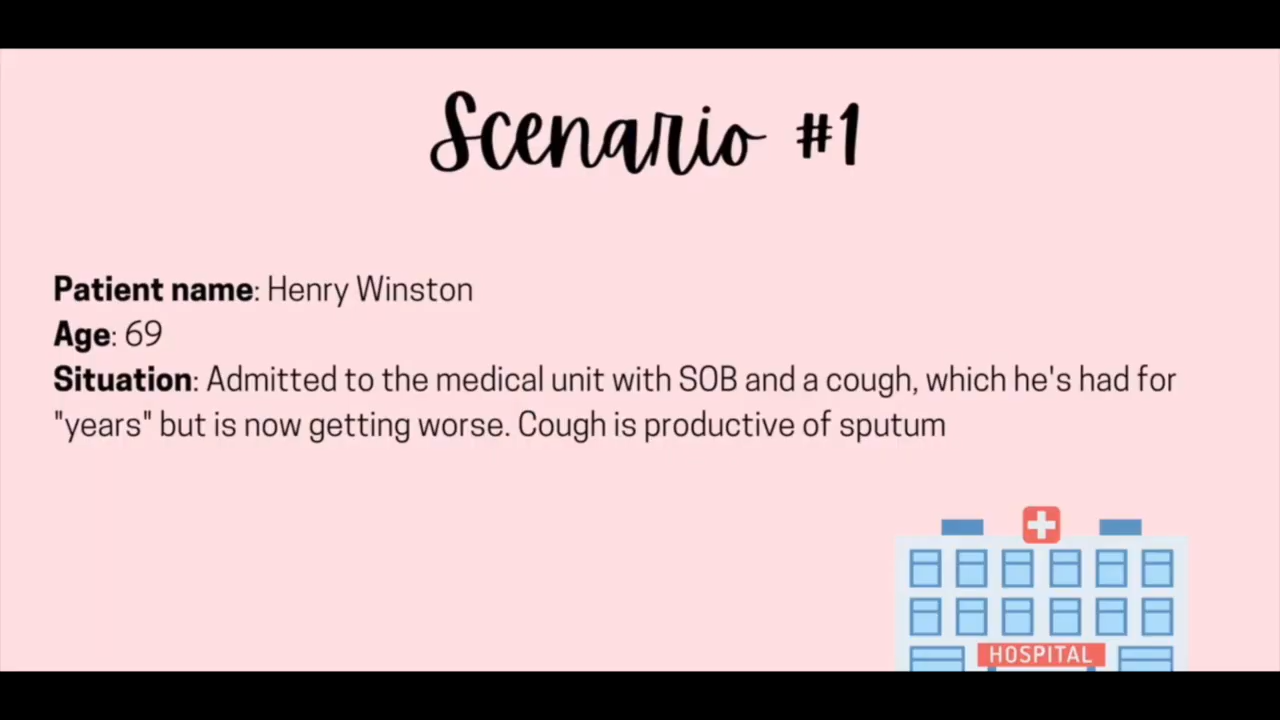 Scenario #1
Patient name: Henry Winston
Age: 69
Situation: Admitted to the medical unit with SOB and a cough, which he's had for
"years" but is now getting worse. Cough is productive of sputum
HOSPITAL